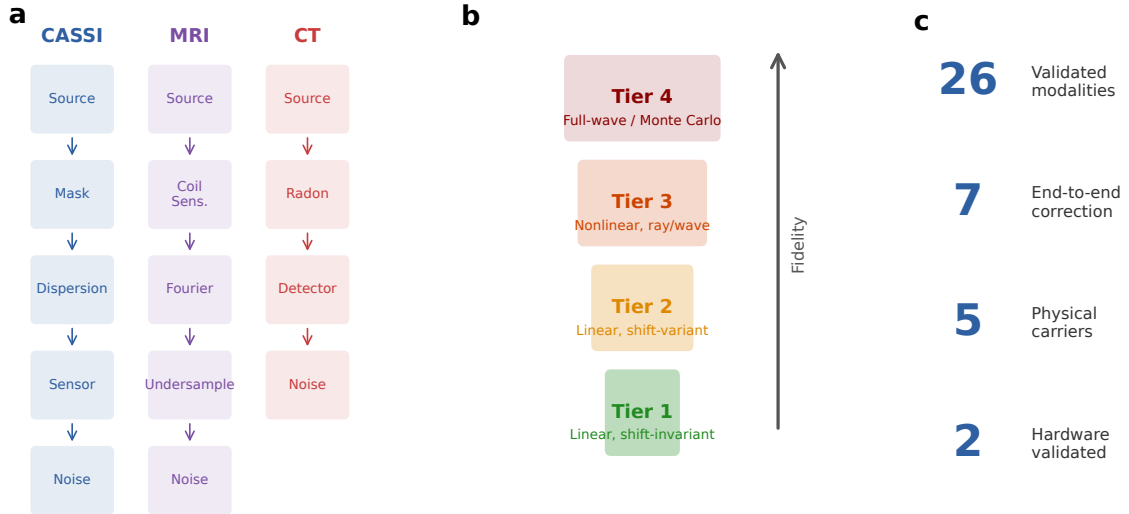 a
CASSI
Source
Mask
Dispersion
Sensor
Noise
MRI
Source
Coil
Sens.
Fourier
Undersample
Noise
CT
Source
Radon
Detector
Noise
b
Tier 4
Full-wave / Monte Carlo
Tier 3
Nonlinear, ray/wave
Tier 2
Linear, shift-variant
Tier 1
Linear, shift-invariant
Fidelity
c
26
Validated
modalities
7
End-to-end
correction
5
Physical
carriers
2
Hardware
validated